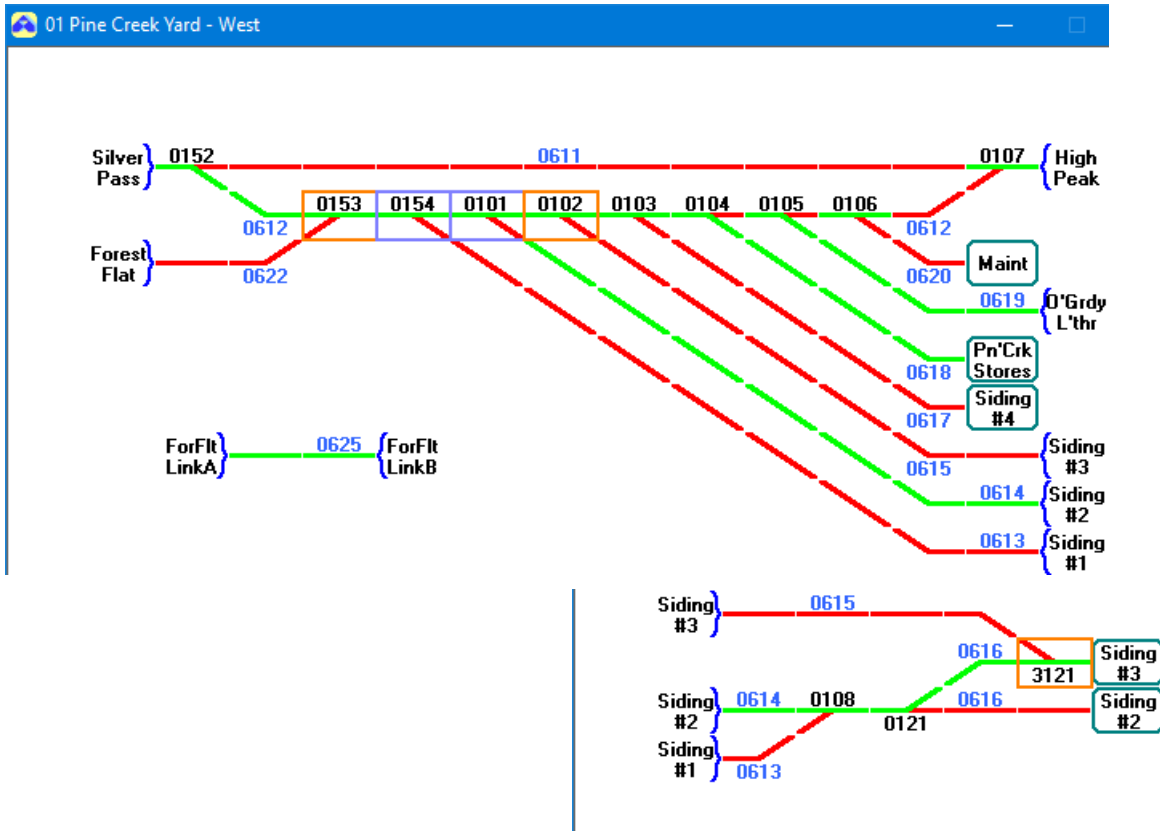 01 Pine Creek Yard - West
Silver
Pass
0152
0611
0107
High
Peak
0612
0153
0154
0101
0102
0103
0104
0105
0106
0612
Forest
Flat
0622
0620
Maint
0619
O'Grdy
L'thr
0618
Pn'Crk
Stores
0617
Siding
#4
ForFlt
LinkA
0625
ForFlt
LinkB
0615
Siding
#3
0614
Siding
#2
0613
Siding
#1
Siding
#3
0615
0616
3121
Siding
#3
Siding
#2
0614
0108
0121
0616
Siding
#2
Siding
#1
0613